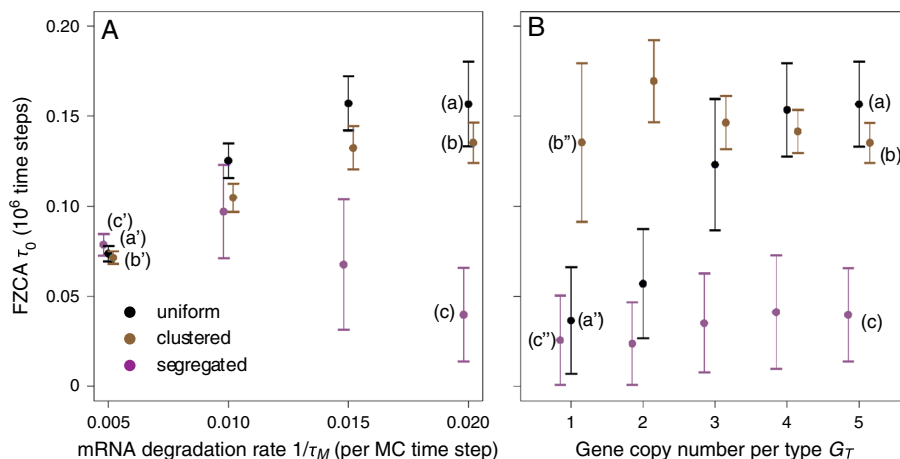 A
B
FZCA τ0 (10^6 time steps)
0.20
0.15
0.10
0.05
0
(a)
(b)
(c')
(a')
(b')
(c)
uniform
clustered
segregated
0.005 0.010 0.015 0.020
mRNA degradation rate 1/τM (per MC time step)
(b'')
(a)
(b)
(c'')
(a')
(c)
1 2 3 4 5
Gene copy number per type GT